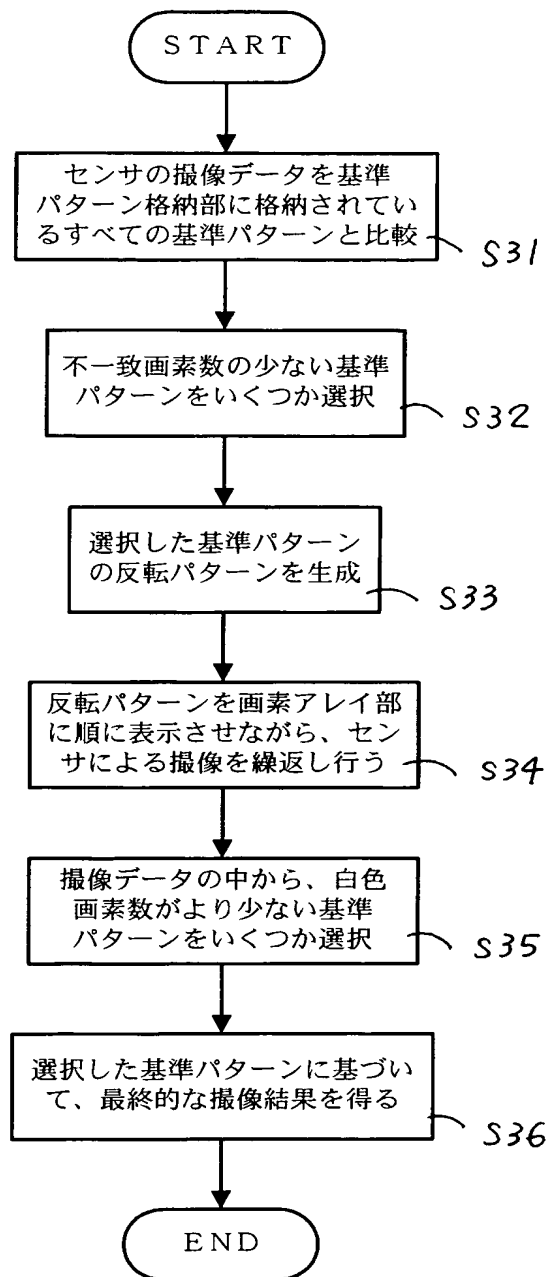 START
センサの撮像データを基準
パターン格納部に格納されてい
るすべての基準パターンと比較
S31
不一致画素数の少ない基準
パターンをいくつか選択
S32
選択した基準パターン
の反転パターンを生成
S33
反転パターンを画素アレイ部
に順に表示させながら、セン
サによる撮像を繰返し行う
S34
撮像データの中から、白色
画素数がより少ない基準
パターンをいくつか選択
S35
選択した基準パターンに基づい
て、最終的な撮像結果を得る
S36
END